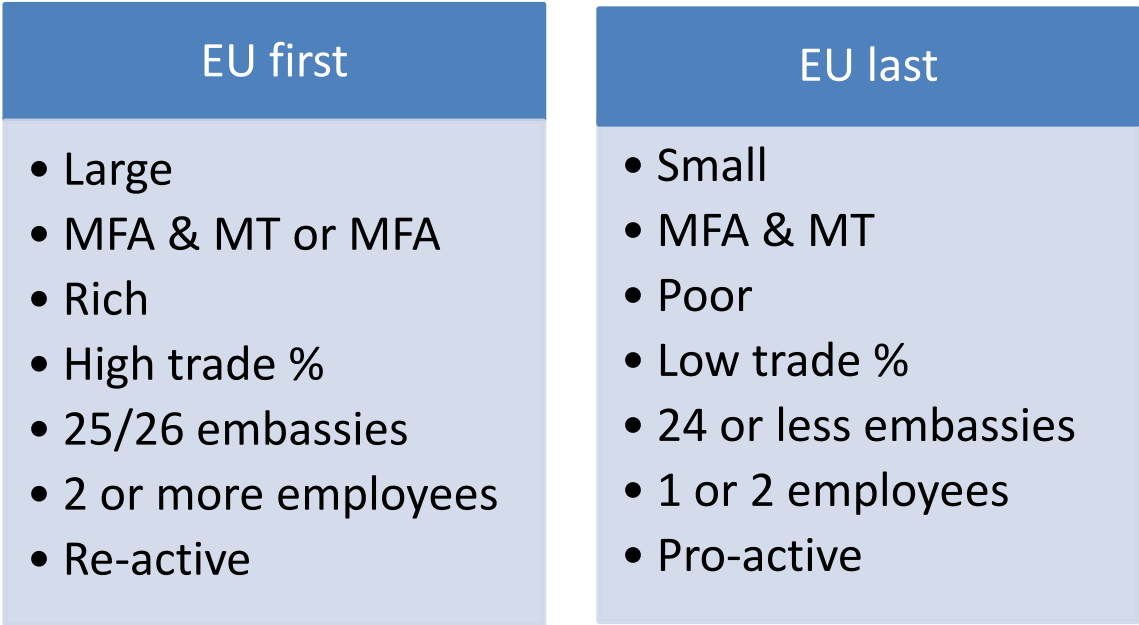 EU first
• Large
• MFA & MT or MFA
• Rich
• High trade %
• 25/26 embassies
• 2 or more employees
• Re-active
EU last
• Small
• MFA & MT
• Poor
• Low trade %
• 24 or less embassies
• 1 or 2 employees
• Pro-active